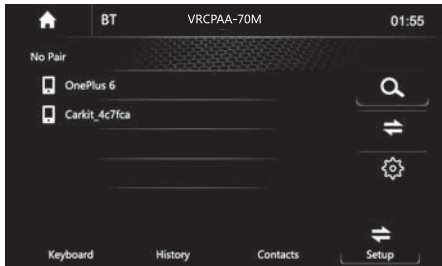 BT VRCPAA-70M 01:55
No Pair
OnePlus 6
Carkit_4c7fca
Keyboard History Contacts Setup